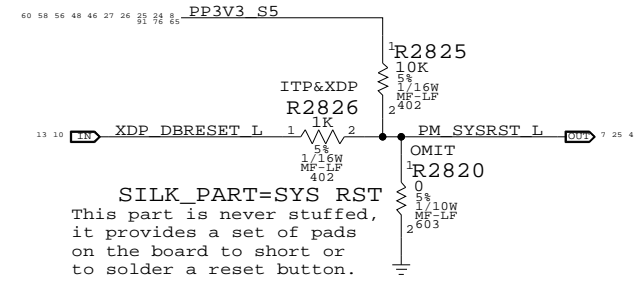 60 58 56 48 46 27 26 25 24 8 PP3V3_S5
91 76 65
1
R2825
10K
5%
1/16W
MF-LF
2 402
ITP&XDP
R2826
13 10 IN XDP_DBRESET_L 1 1K 2 PM_SYSRST_L OUT 7 25 4
5%
1/16W
MF-LF
402
OMIT
1
R2820
0
5%
1/10W
MF-LF
2 603
SILK_PART=SYS RST
This part is never stuffed,
it provides a set of pads
on the board to short or
to solder a reset button.